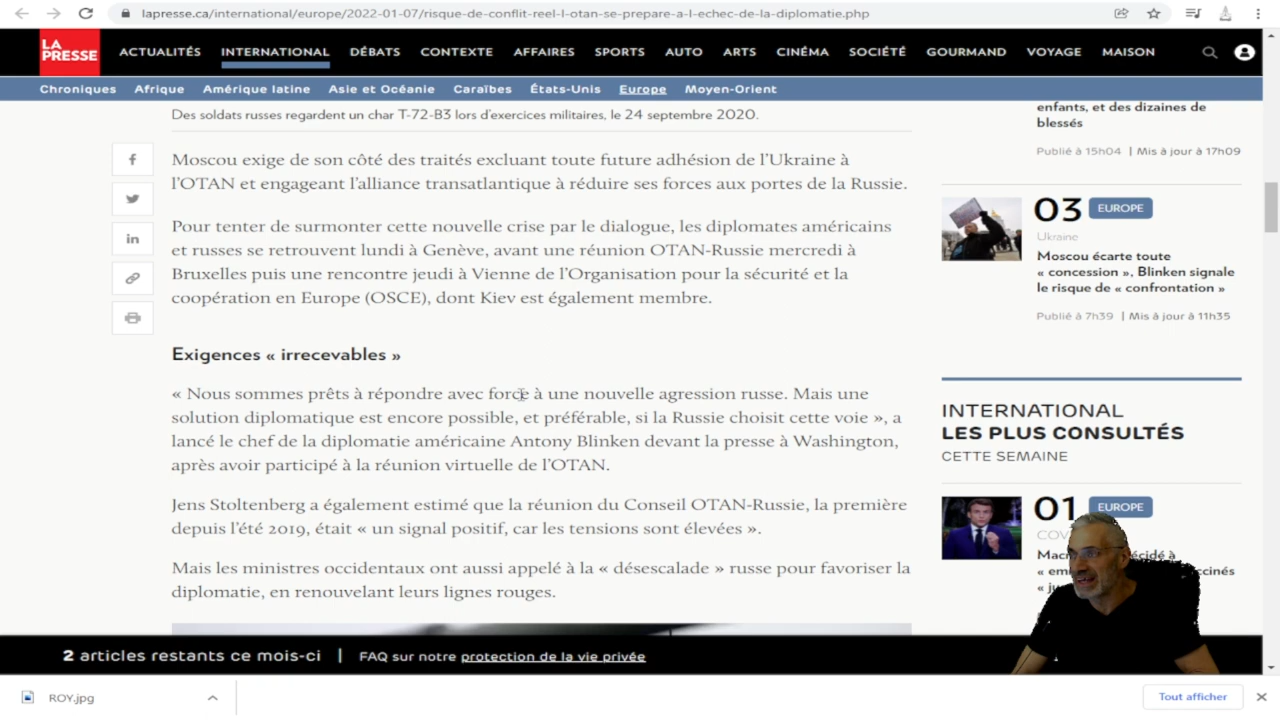 lapresse.ca/international/europe/2022-01-07/risque-de-conflit-reel-l-otan-se-prepare-a-l-echec-de-la-diplomatie.php
LA PRESSE
ACTUALITÉS INTERNATIONAL DÉBATS CONTEXTE AFFAIRES SPORTS AUTO ARTS CINÉMA SOCIÉTÉ GOURMAND VOYAGE MAISON
Chroniques Afrique Amérique latine Asie et Océanie Caraïbes États-Unis Europe Moyen-Orient
Des soldats russes regardent un char T-72-B3 lors d'exercices militaires, le 24 septembre 2020.
Moscou exige de son côté des traités excluant toute future adhésion de l'Ukraine à
l'OTAN et engageant l'alliance transatlantique à réduire ses forces aux portes de la Russie.
Pour tenter de surmonter cette nouvelle crise par le dialogue, les diplomates américains
et russes se retrouvent lundi à Genève, avant une réunion OTAN-Russie mercredi à
Bruxelles puis une rencontre jeudi à Vienne de l'Organisation pour la sécurité et la
coopération en Europe (OSCE), dont Kiev est également membre.
Exigences « irrecevables »
« Nous sommes prêts à répondre avec force à une nouvelle agression russe. Mais une
solution diplomatique est encore possible, et préférable, si la Russie choisit cette voie », a
lancé le chef de la diplomatie américaine Antony Blinken devant la presse à Washington,
après avoir participé à la réunion virtuelle de l'OTAN.
Jens Stoltenberg a également estimé que la réunion du Conseil OTAN-Russie, la première
depuis l'été 2019, était « un signal positif, car les tensions sont élevées ».
Mais les ministres occidentaux ont aussi appelé à la « désescalade » russe pour favoriser la
diplomatie, en renouvelant leurs lignes rouges.
enfants, et des dizaines de
blessés
Publié à 15h04 | Mis à jour à 17h09
03 EUROPE
Ukraine
Moscou écarte toute
« concession », Blinken signale
le risque de « confrontation »
Publié à 7h39 | Mis à jour à 11h35
INTERNATIONAL
LES PLUS CONSULTÉS
CETTE SEMAINE
01 EUROPE
2 articles restants ce mois-ci | FAQ sur notre protection de la vie privée
ROY.jpg
Tout afficher